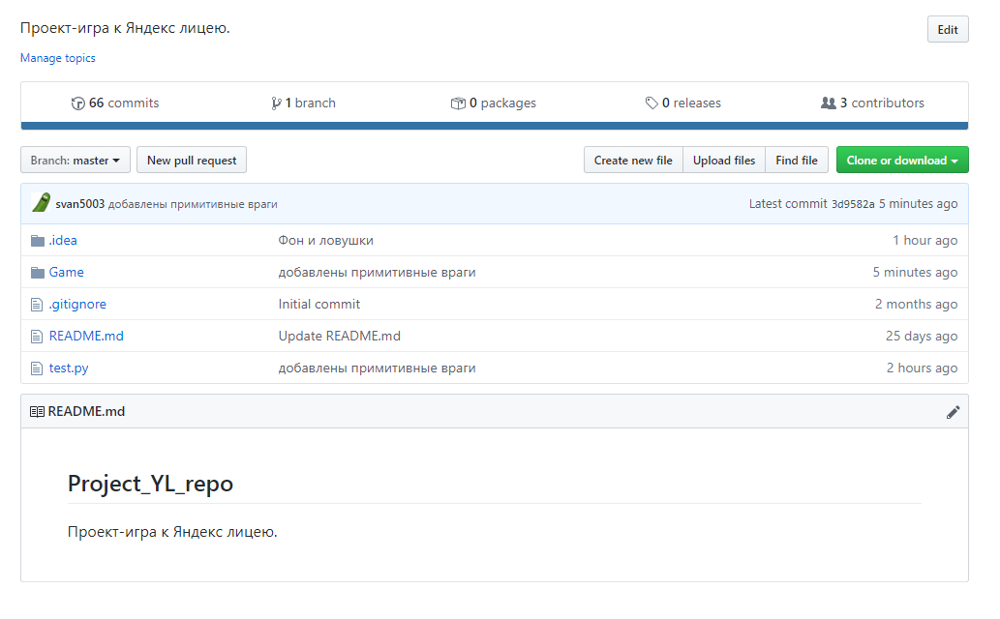 Проект-игра к Яндекс лицею.
Edit
Manage topics
66 commits 1 branch 0 packages 0 releases 3 contributors
Branch: master New pull request Create new file Upload files Find file Clone or download
svan5003 добавлены примитивные враги Latest commit 3d9582a 5 minutes ago
.idea Фон и ловушки 1 hour ago
Game добавлены примитивные враги 5 minutes ago
.gitignore Initial commit 2 months ago
README.md Update README.md 25 days ago
test.py добавлены примитивные враги 2 hours ago
README.md
Project_YL_repo
Проект-игра к Яндекс лицею.